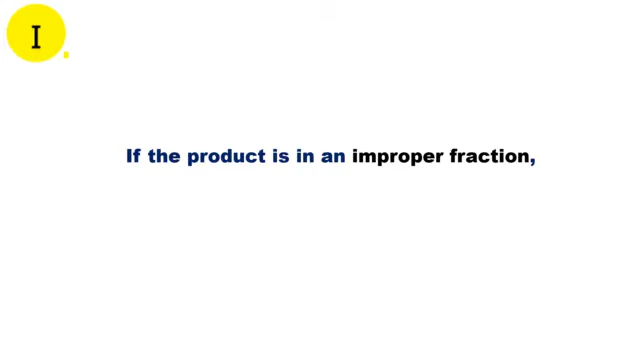 If the product is in an improper fraction,